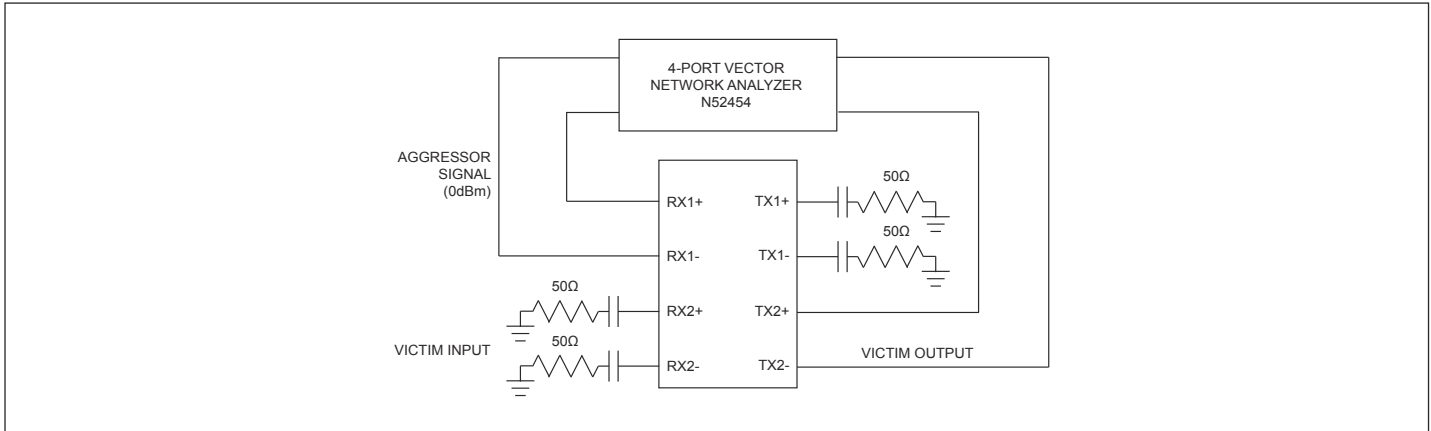 4-PORT VECTOR
NETWORK ANALYZER
N52454
AGGRESSOR
SIGNAL
(0dBm)
50Ω
RX1+
TX1+
50Ω
RX1-
TX1-
50Ω
RX2+
TX2+
VICTIM INPUT
50Ω
VICTIM OUTPUT
RX2-
TX2-